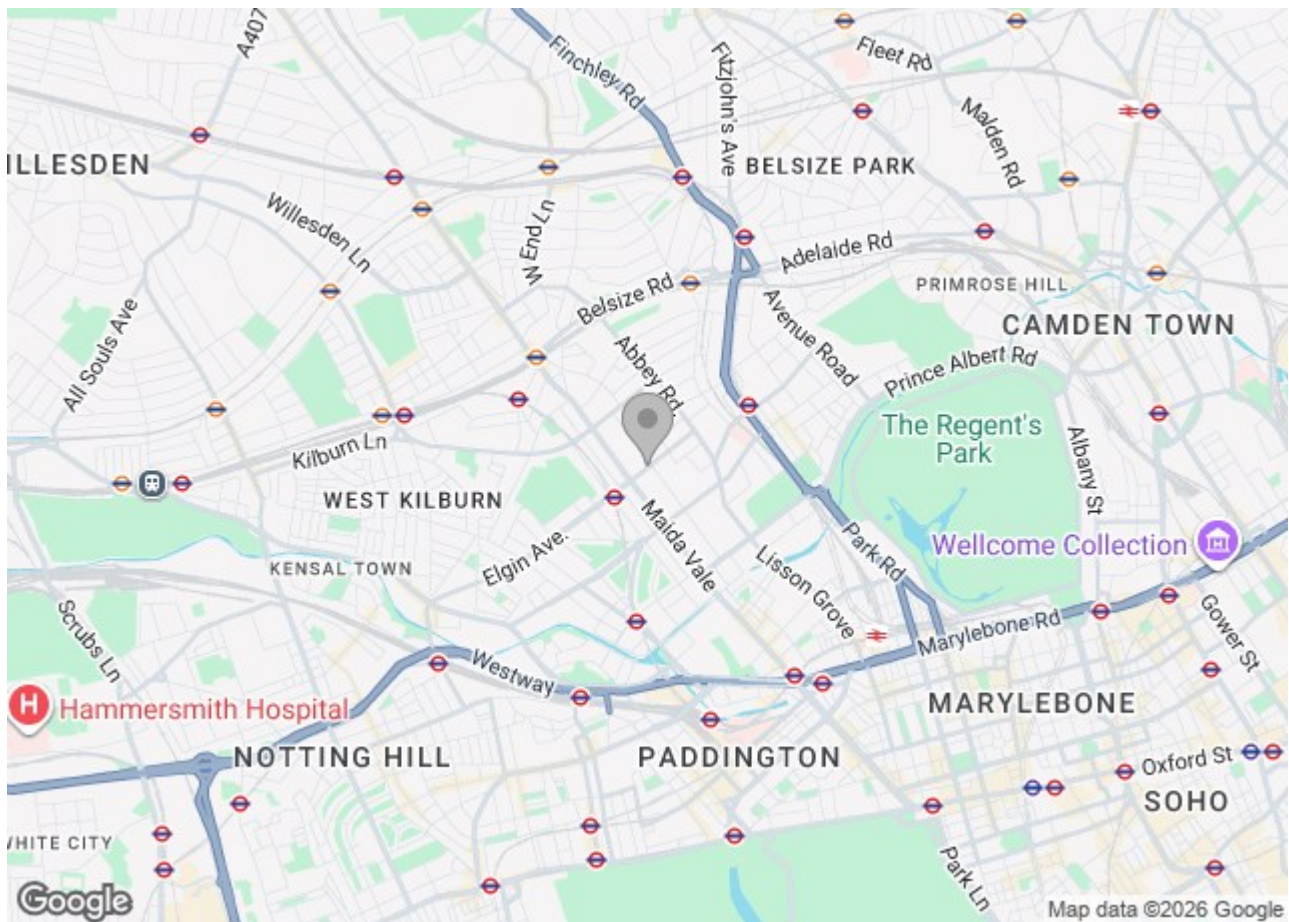 A407
Finchley Rd
Fitzjohn's Ave
Fleet Rd
Malden Rd
ILLESDEN
BELSIZE PARK
Willesden Ln
W End Ln
Adelaide Rd
Belsize Rd
PRIMROSE HILL
Avenue Road
CAMDEN TOWN
All Souls Ave
Abbey Rd.
Prince Albert Rd
The Regent's
Park
Albany St
Kilburn Ln
WEST KILBURN
Maida Vale
Park Rd
Wellcome Collection
Elgin Ave.
Lisson Grove
KENSAL TOWN
Scrubs Ln
Gower St
Marylebone Rd
Westway
H
Hammersmith Hospital
MARYLEBONE
NOTTING HILL
PADDINGTON
Oxford St
SOHO
WHITE CITY
Park Ln
Google
Map data ©2026 Google